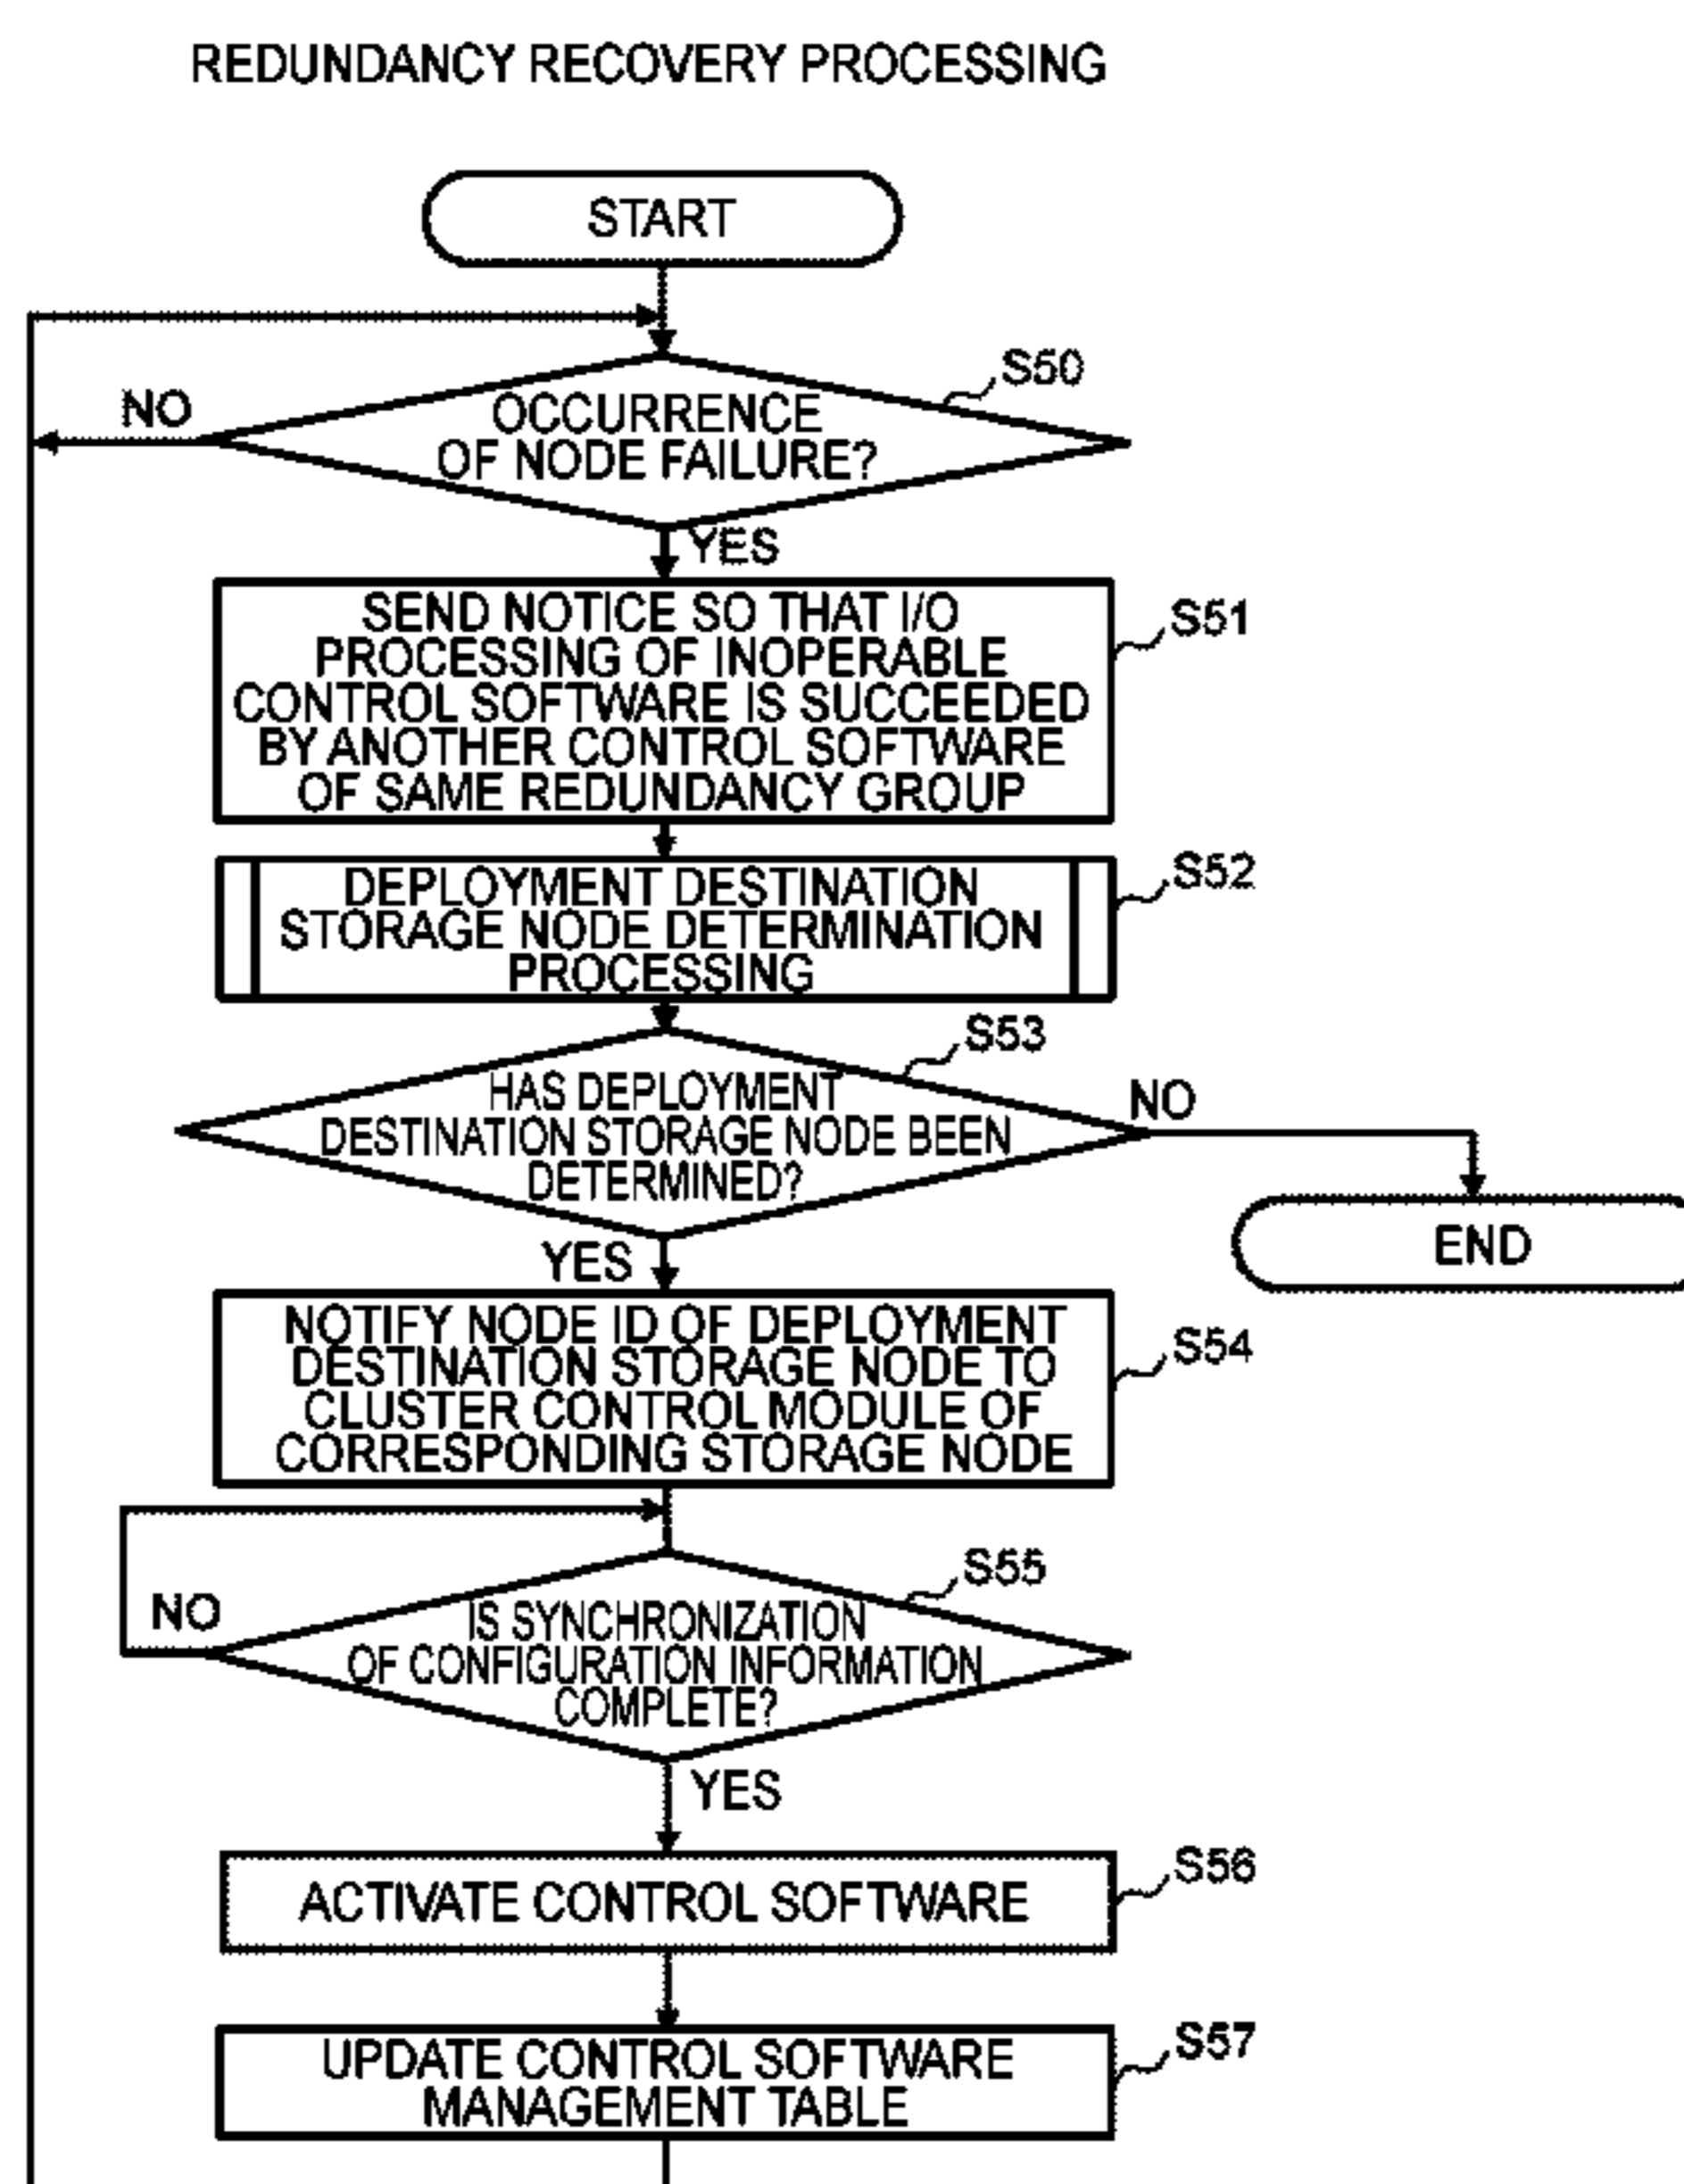 REDUNDANCY RECOVERY PROCESSING
START
S50
NO
OCCURRENCE
OF NODE FAILURE?
YES
SEND NOTICE SO THAT I/O
PROCESSING OF INOPERABLE
CONTROL SOFTWARE IS SUCCEEDED
BY ANOTHER CONTROL SOFTWARE
OF SAME REDUNDANCY GROUP
S51
DEPLOYMENT DESTINATION
STORAGE NODE DETERMINATION
PROCESSING
S52
S53
HAS DEPLOYMENT
DESTINATION STORAGE NODE BEEN
DETERMINED?
NO
END
YES
NOTIFY NODE ID OF DEPLOYMENT
DESTINATION STORAGE NODE TO
CLUSTER CONTROL MODULE OF
CORRESPONDING STORAGE NODE
S54
S55
NO
IS SYNCHRONIZATION
OF CONFIGURATION INFORMATION
COMPLETE?
YES
ACTIVATE CONTROL SOFTWARE
S56
UPDATE CONTROL SOFTWARE
MANAGEMENT TABLE
S57